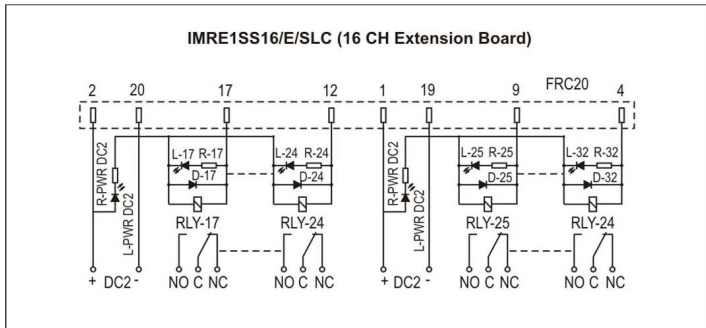 IMRE1SS16/E/SLC (16 CH Extension Board)
FRC20
2 20 17 12 1 19 9 4
L-17 R-17 L-24 R-24 L-25 R-25 L-32 R-32
D-17 D-24 D-25 D-32
R-PWR DC2
L-PWR DC2
R-PWR DC2
L-PWR DC2
RLY-17 RLY-24 RLY-25 RLY-24
+ DC2 - NO C NC NO C NC + DC2 - NO C NC NO C NC